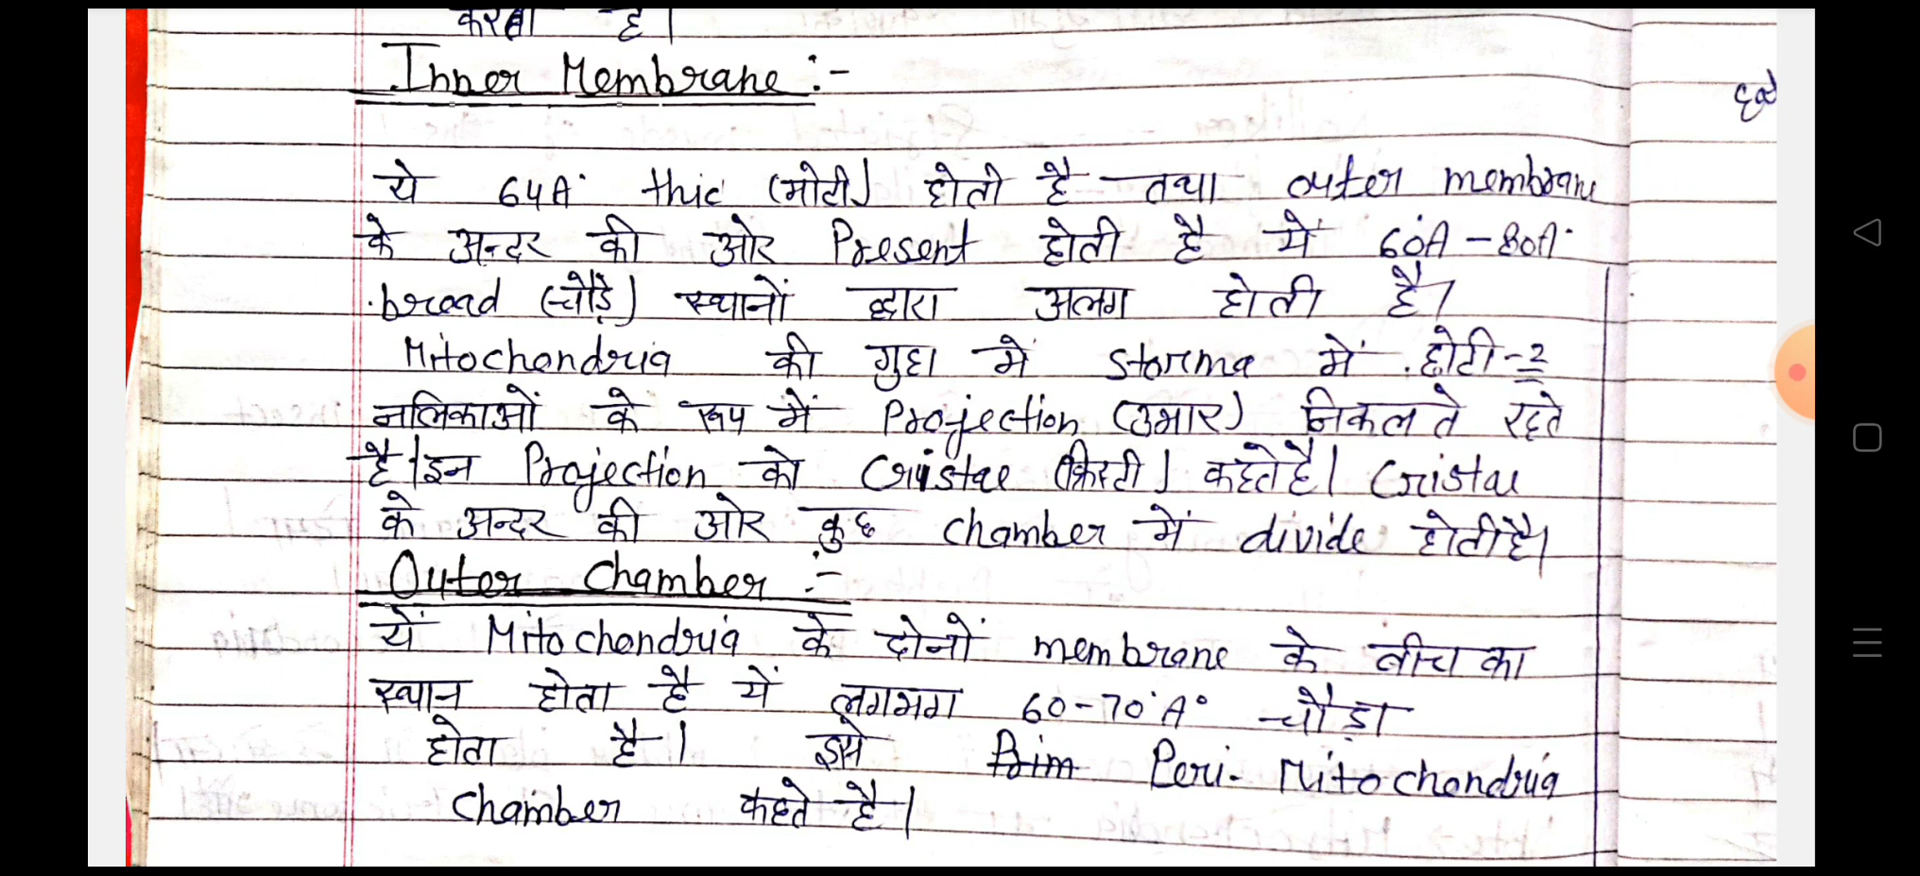 करता है।
Inner Membrane :-
ये 64A° thic (मोटी) होती है तथा outer membrane
के अन्दर की ओर Present होती है ये 60A - 80A°
broad (चौड़े) स्थानों द्वारा अलग होती है।
Mitochondria की गुहा में storma में छोटी-2
नलिकाओं के रूप में Projection (उभार) निकलते रहते
है। इन Projection को Cristae (क्रिस्टी) कहते है। Cristae
के अन्दर की ओर कुछ chamber में divide होती है।
Outer Chamber :-
यें Mitochondria के दोनों membrane के बीच का
स्थान होता है यें लगभग 60-70°A° चौड़ा
होता है। इसे Prim Peri-Mitochondria
chamber कहते है।